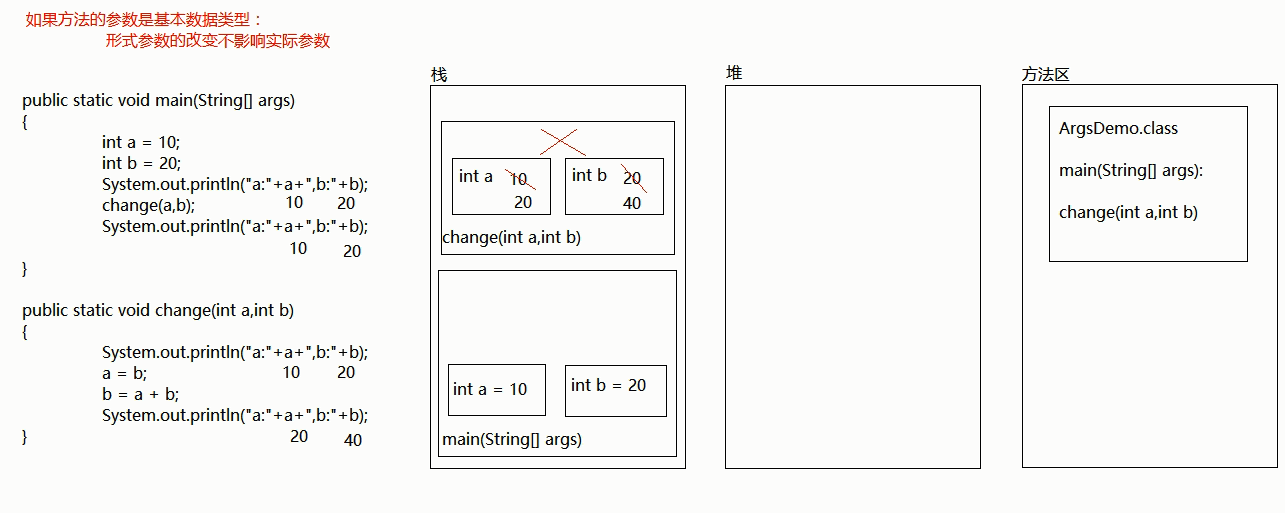 如果方法的参数是基本数据类型：
形式参数的改变不影响实际参数
public static void main(String[] args)
{
int a = 10;
int b = 20;
System.out.println("a:"+a+",b:"+b);
change(a,b);
10
20
System.out.println("a:"+a+",b:"+b);
10
20
}
public static void change(int a,int b)
{
System.out.println("a:"+a+",b:"+b);
a = b;
10
20
b = a + b;
System.out.println("a:"+a+",b:"+b);
}
20
40
栈
int a
10
20
int b
20
40
change(int a,int b)
int a = 10
int b = 20
main(String[] args)
堆
方法区
ArgsDemo.class
main(String[] args):
change(int a,int b)